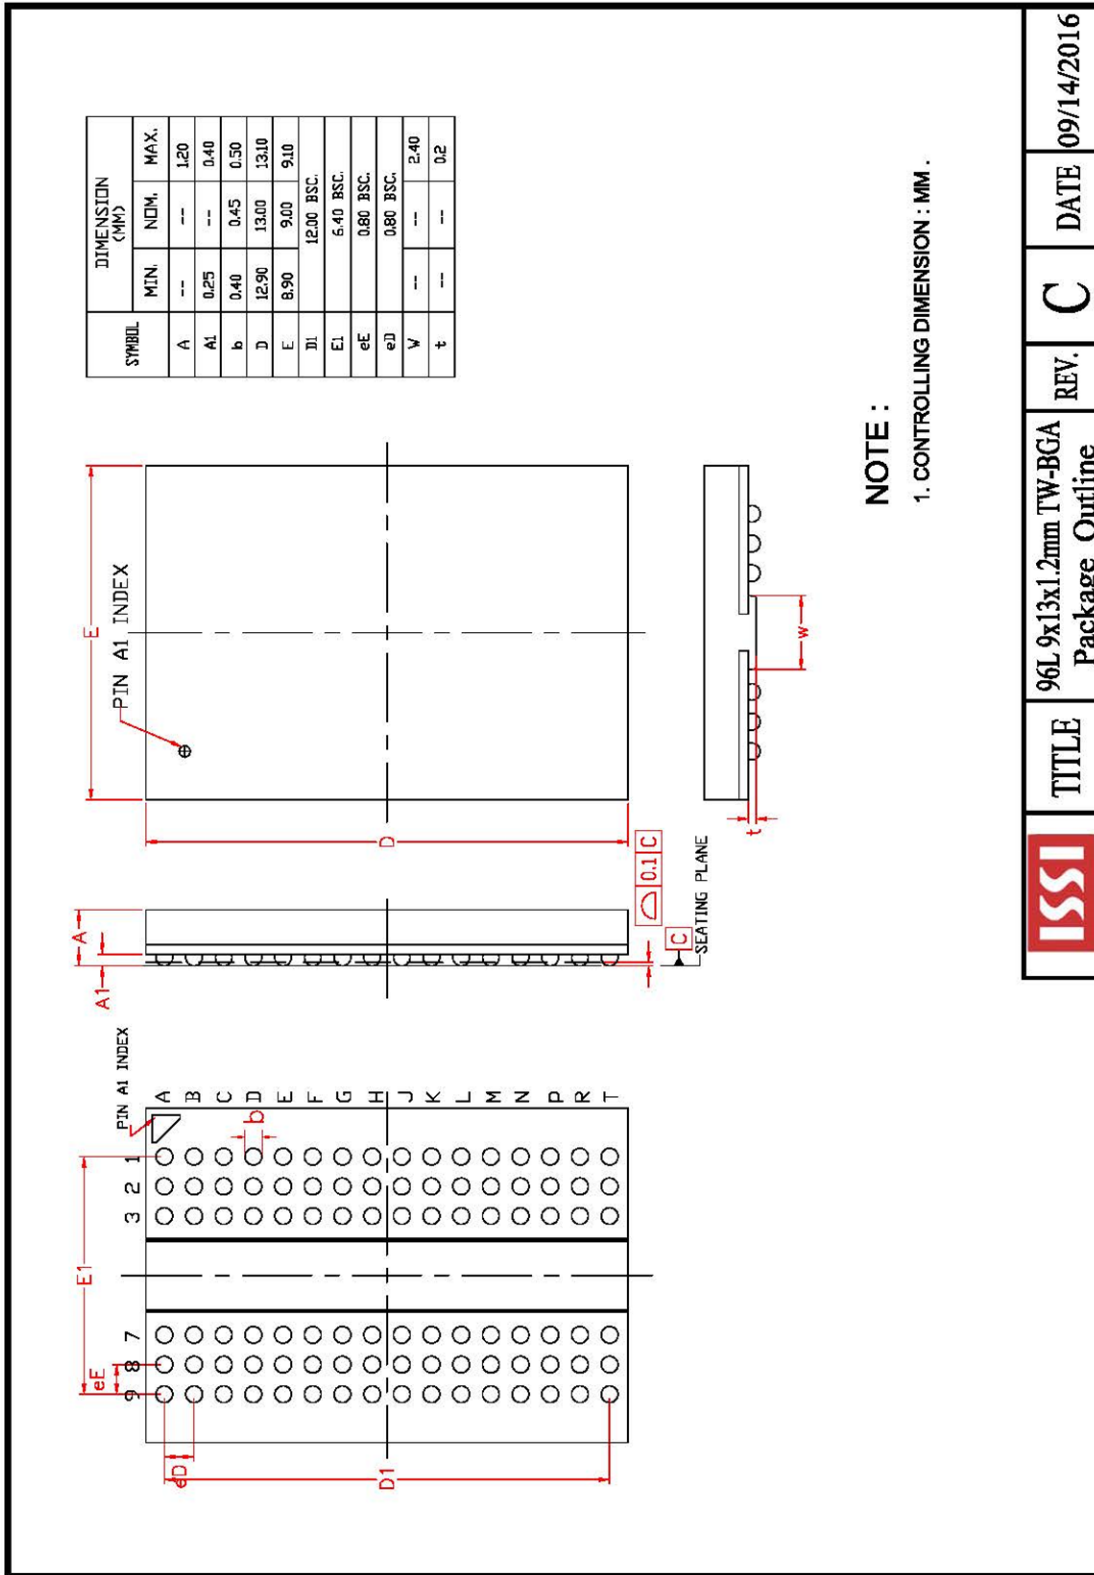 E1
eE
9 8 7 3 2 1
PIN A1 INDEX
A
B
C
D
E
F
G
H
J
K
L
M
N
P
R
T
b
eD
D1
A1
A
0.1 C
C
SEATING PLANE
E
PIN A1 INDEX
D
t
w
SYMBOL DIMENSION
(MM)
MIN. NOM. MAX.
A -- -- 1.20
A1 0.25 -- 0.40
b 0.40 0.45 0.50
D 12.90 13.00 13.10
E 8.90 9.00 9.10
D1 12.00 BSC.
E1 6.40 BSC.
eE 0.80 BSC.
eD 0.80 BSC.
W -- -- 2.40
t -- -- 0.2
NOTE :
1. CONTROLLING DIMENSION : MM .
ISSI TITLE 96L 9x13x1.2mm TW-BGA
Package Outline REV. C DATE 09/14/2016